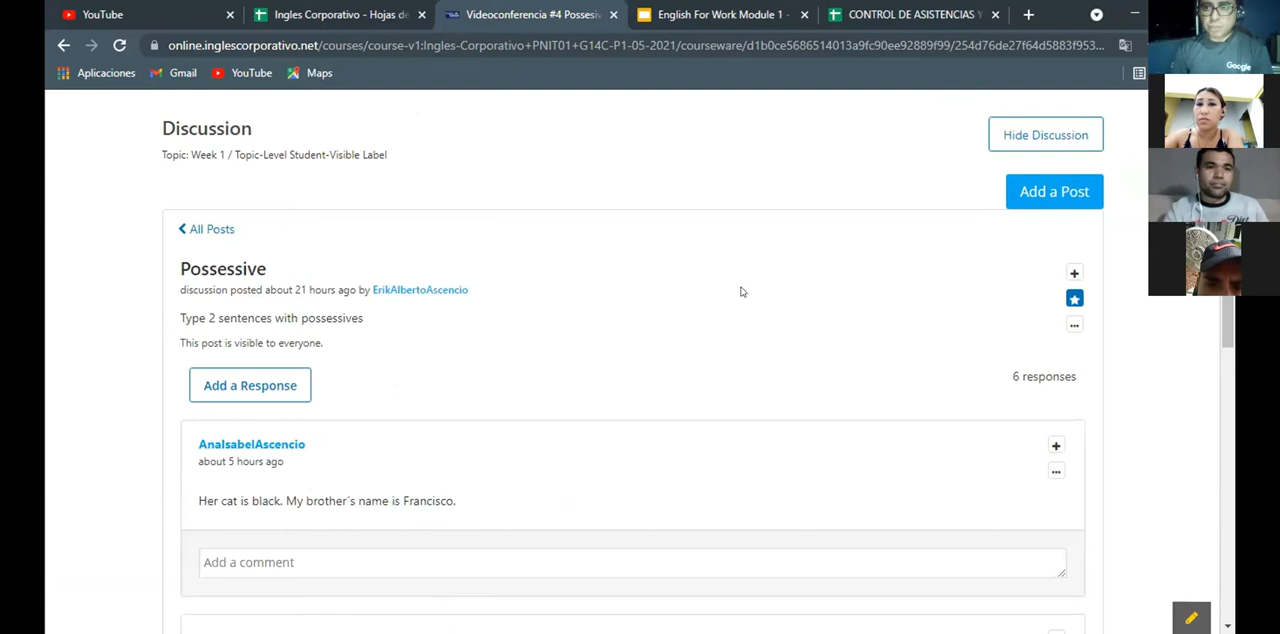 YouTube
Ingles Corporativo - Hojas de
Videoconferencia #4 Possesiv
English For Work Module 1 -
CONTROL DE ASISTENCIAS Y
online.inglescorporativo.net/courses/course-v1:Ingles-Corporativo+PNIT01+G14C-P1-05-2021/courseware/d1b0ce5686514013a9fc90ee92889f99/254d76de27f64d5883f953...
Aplicaciones
Gmail
YouTube
Maps
Google
Discussion
Hide Discussion
Topic: Week 1 / Topic-Level Student-Visible Label
Add a Post
All Posts
Possessive
discussion posted about 21 hours ago by ErikAlbertoAscencio
Type 2 sentences with possessives
This post is visible to everyone.
Add a Response
6 responses
AnaIsabelAscencio
about 5 hours ago
Her cat is black. My brother´s name is Francisco.
Add a comment